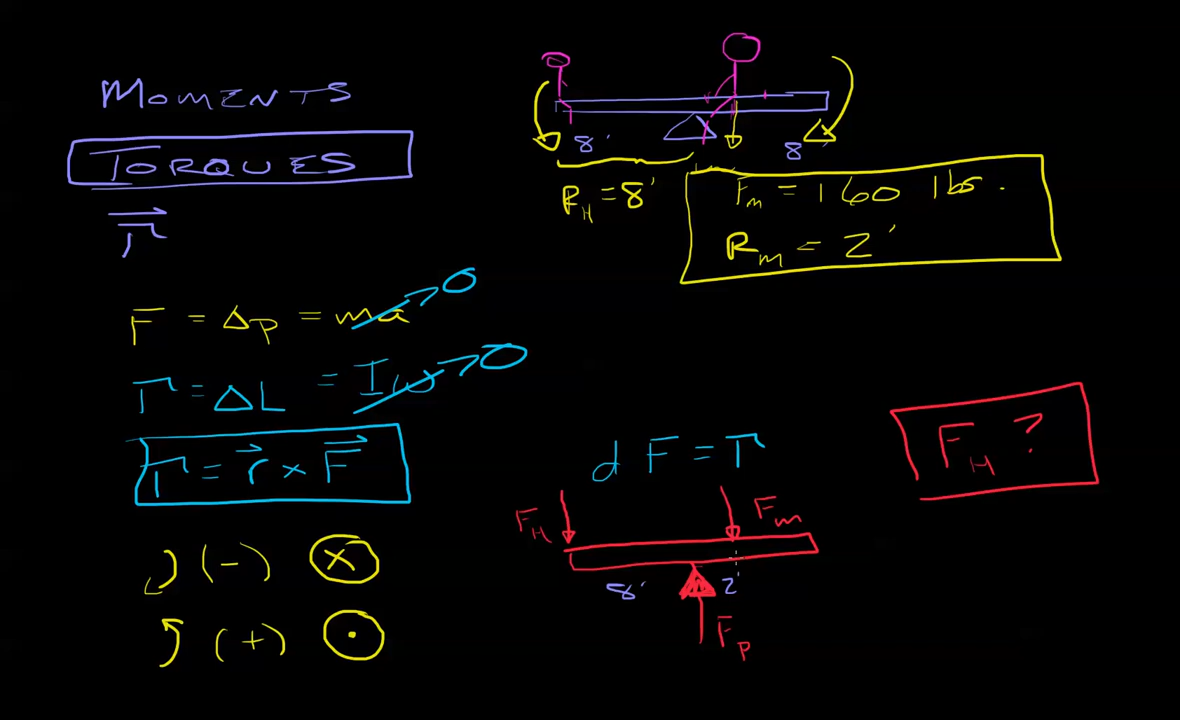 MOMENTS
TORQUES
τ
F = ΔP = ma → 0
τ = ΔL = Iω → 0
τ = r × F
(-) ×
(+) ·
8' 8'
R_H = 8'
F_m = 160 lbs.
R_m = 2'
F_H ?
d F = τ
F_H F_m
8' 2'
F_P